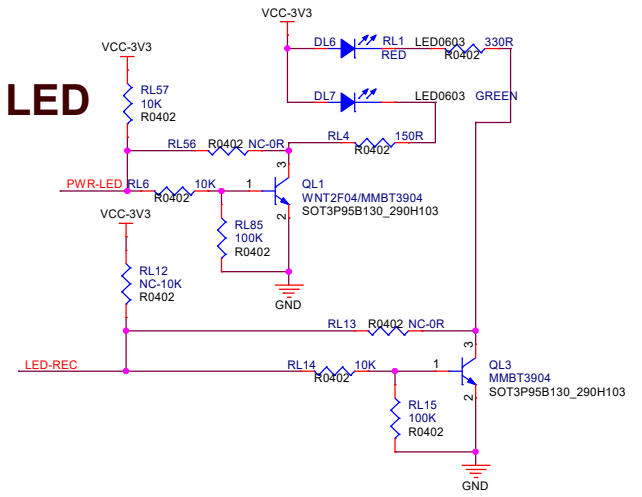 VCC-3V3
DL6
RL1
LED0603
330R
RED
R0402
VCC-3V3
LED
RL57
10K
R0402
DL7
LED0603
GREEN
RL56
R0402
NC-0R
RL4
150R
R0402
3
PWR-LED
RL6
10K
R0402
1
QL1
WNT2F04/MMBT3904
SOT3P95B130_290H103
2
VCC-3V3
RL85
100K
R0402
RL12
NC-10K
R0402
GND
RL13
R0402
NC-0R
3
LED-REC
RL14
10K
R0402
1
QL3
MMBT3904
SOT3P95B130_290H103
2
RL15
100K
R0402
GND